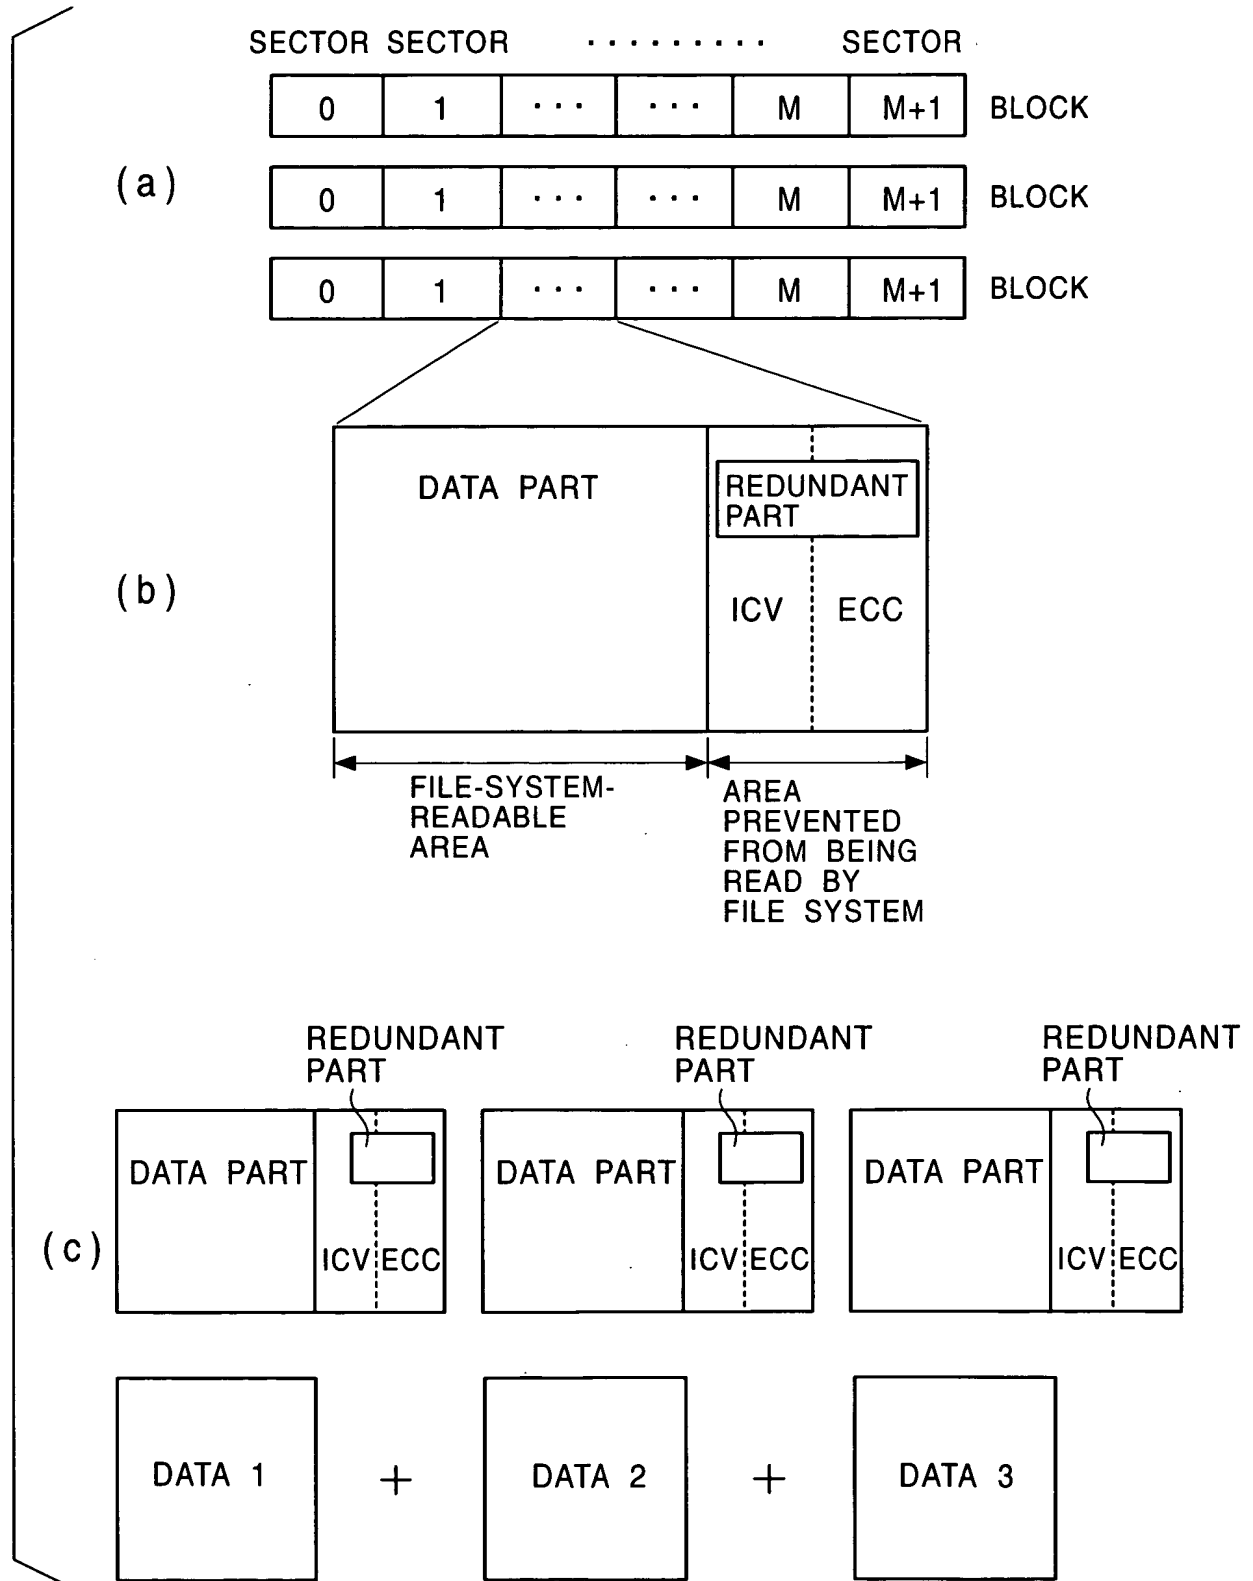 SECTOR SECTOR ········· SECTOR
0 1 ··· ··· M M+1 BLOCK
(a)
0 1 ··· ··· M M+1 BLOCK
0 1 ··· ··· M M+1 BLOCK
DATA PART
REDUNDANT
PART
(b)
ICV ECC
FILE-SYSTEM-
READABLE
AREA
AREA
PREVENTED
FROM BEING
READ BY
FILE SYSTEM
REDUNDANT
PART
REDUNDANT
PART
REDUNDANT
PART
(c)
DATA PART
ICV ECC
DATA PART
ICV ECC
DATA PART
ICV ECC
DATA 1 + DATA 2 + DATA 3